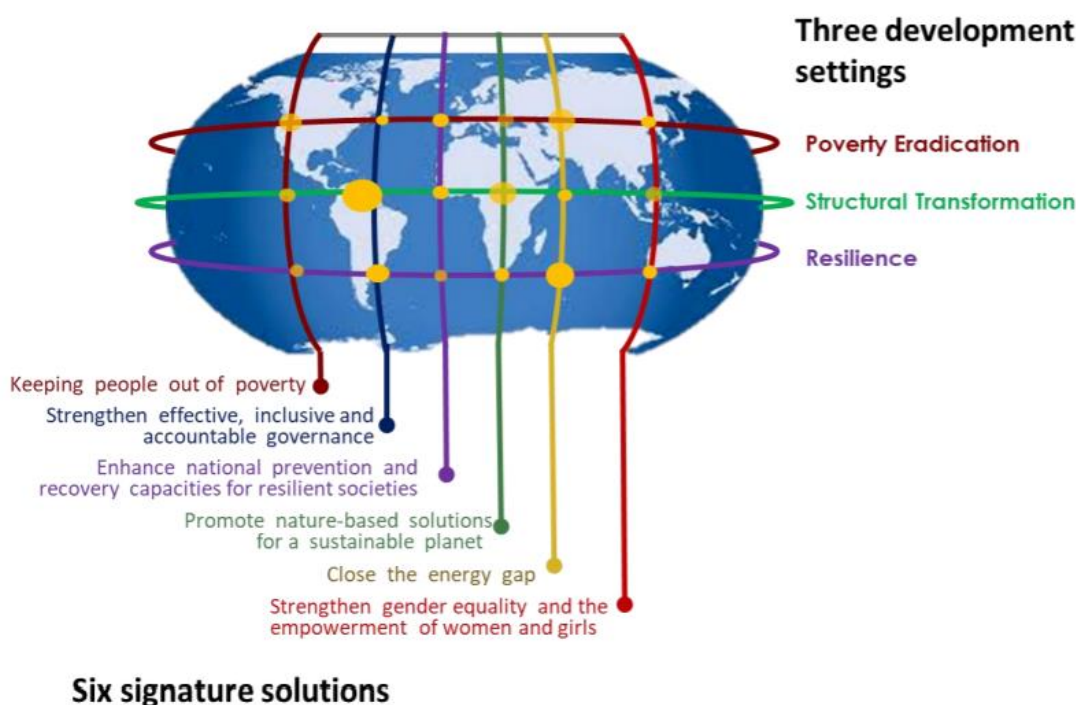 Three development
settings
Poverty Eradication
Structural Transformation
Resilience
Keeping people out of poverty
Strengthen effective, inclusive and
accountable governance
Enhance national prevention and
recovery capacities for resilient societies
Promote nature-based solutions
for a sustainable planet
Close the energy gap
Strengthen gender equality and the
empowerment of women and girls
Six signature solutions